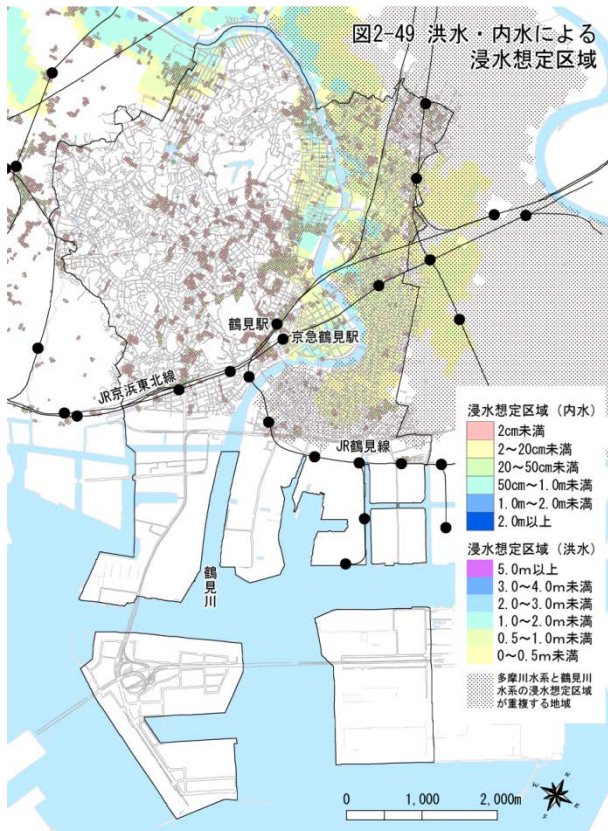 図2-49 洪水・内水による
浸水想定区域
鶴見駅
京急鶴見駅
JR京浜東北線
JR鶴見線
鶴見川
浸水想定区域（内水）
2cm未満
2～20cm未満
20～50cm未満
50cm～1.0m未満
1.0m～2.0m未満
2.0m以上
浸水想定区域（洪水）
5.0m以上
3.0～4.0m未満
2.0～3.0m未満
1.0～2.0m未満
0.5～1.0m未満
0～0.5m未満
多摩川水系と鶴見川
水系の浸水想定区域
が重複する地域
0 1,000 2,000m
N
E
S
W